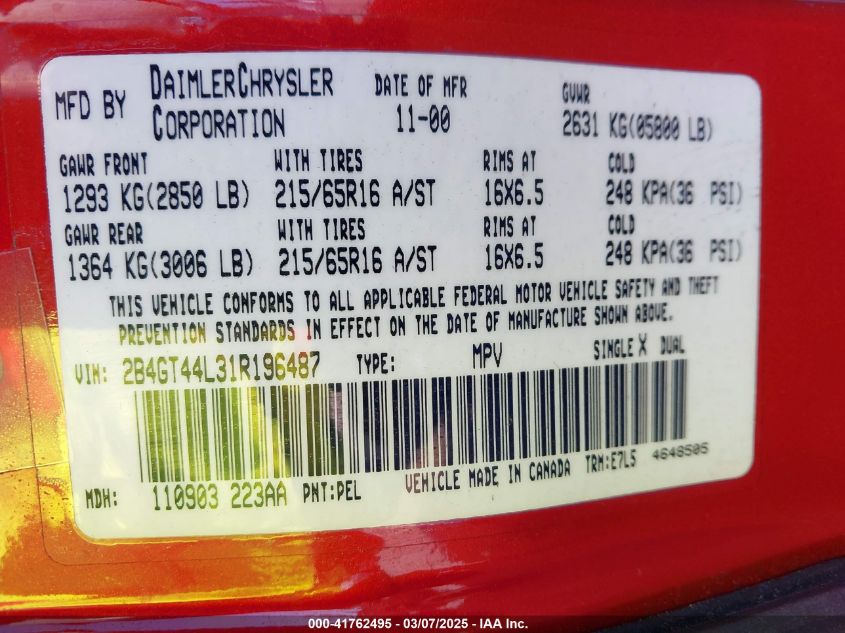 MFD BY DAIMLERCHRYSLER CORPORATION DATE OF MFR 11-00 GVWR 2631 KG(05800 LB)
GAWR FRONT WITH TIRES RIMS AT COLD
1293 KG(2850 LB) 215/65R16 A/ST 16X6.5 248 KPA(36 PSI)
GAWR REAR WITH TIRES RIMS AT COLD
1364 KG(3006 LB) 215/65R16 A/ST 16X6.5 248 KPA(36 PSI)
THIS VEHICLE CONFORMS TO ALL APPLICABLE FEDERAL MOTOR VEHICLE SAFETY AND THEFT
PREVENTION STANDARDS IN EFFECT ON THE DATE OF MANUFACTURE SHOWN ABOVE.
VIN: 2B4GT44L31R196487 TYPE: MPV SINGLE X DUAL
MDH: 110903 223AA PNT:PEL VEHICLE MADE IN CANADA TRM:E7L5 4648505
000-41762495 - 03/07/2025 - IAA Inc.